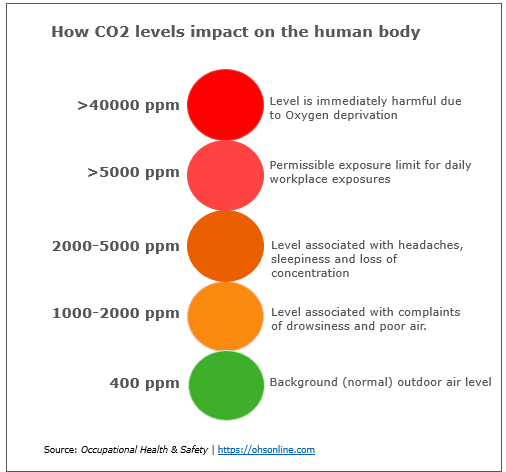 How CO2 levels impact on the human body
>40000 ppm
Level is immediately harmful due
to Oxygen deprivation
>5000 ppm
Permissible exposure limit for daily
workplace exposures
2000-5000 ppm
Level associated with headaches,
sleepiness and loss of
concentration
1000-2000 ppm
Level associated with complaints
of drowsiness and poor air.
400 ppm
Background (normal) outdoor air level
Source: Occupational Health & Safety | https://ohsonline.com